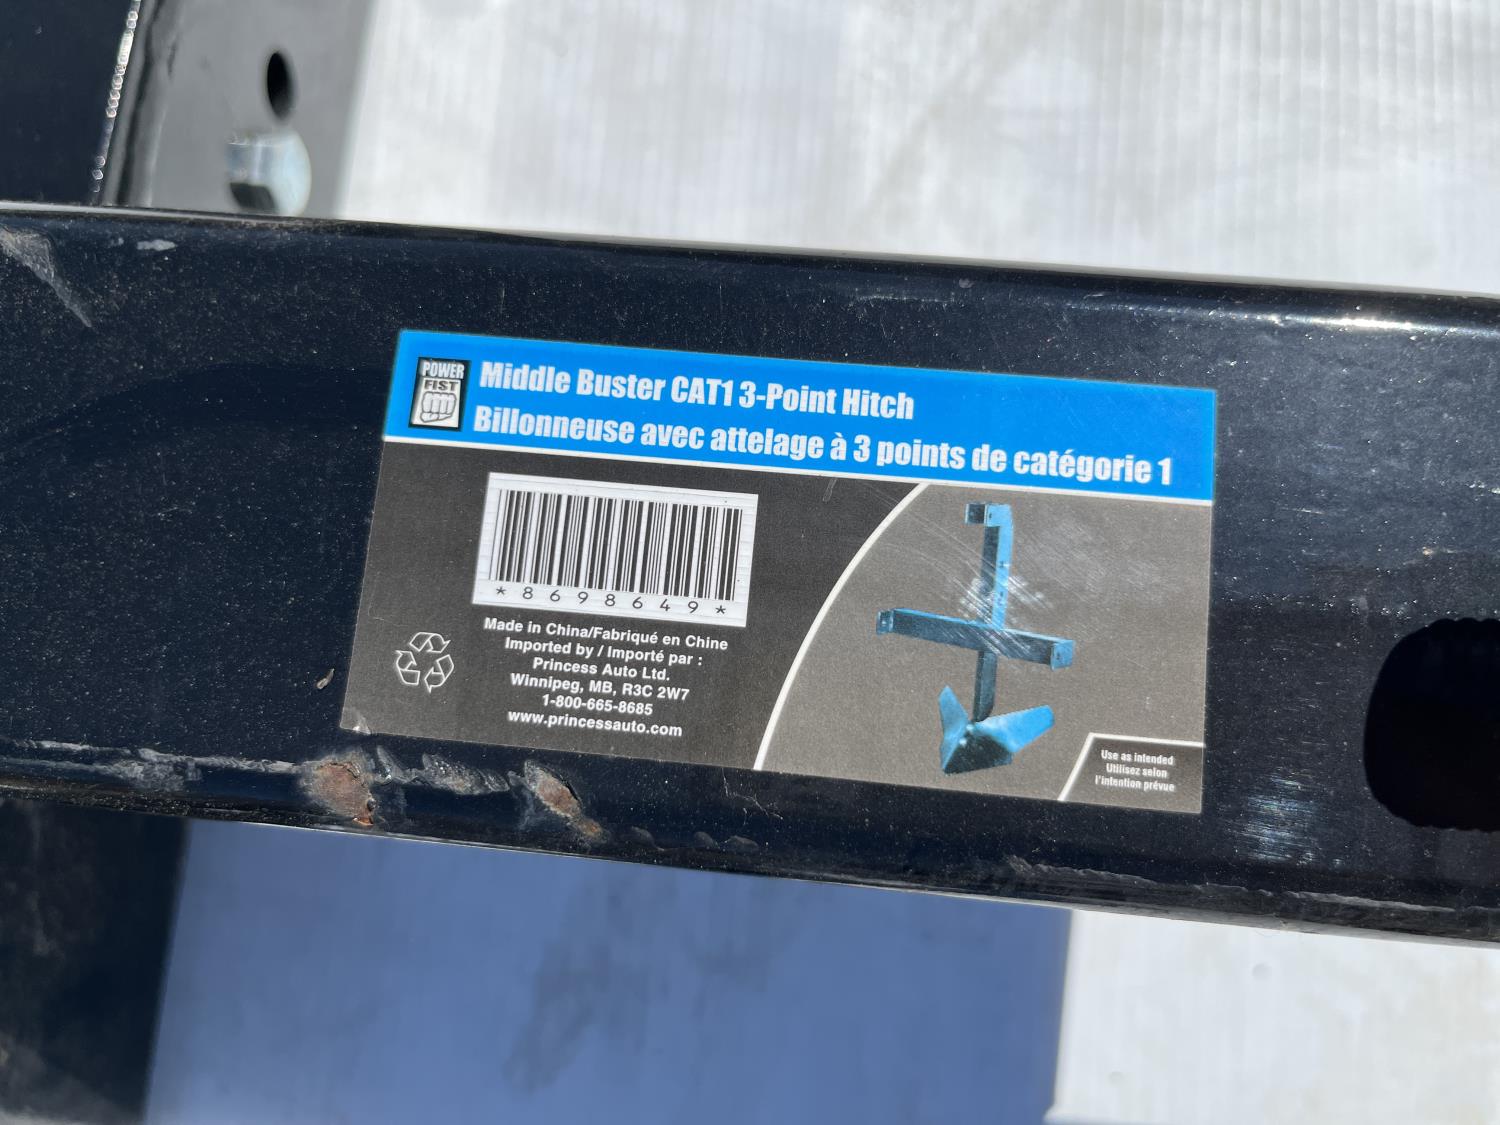 POWER
FIST
Middle Buster CAT1 3-Point Hitch
Billonneuse avec attelage à 3 points de catégorie 1
*8698649*
Made in China/Fabriqué en Chine
Imported by / Importé par :
Princess Auto Ltd.
Winnipeg, MB, R3C 2W7
1-800-665-8685
www.princessauto.com
Use as intended
Utilisez selon
l'intention prévue